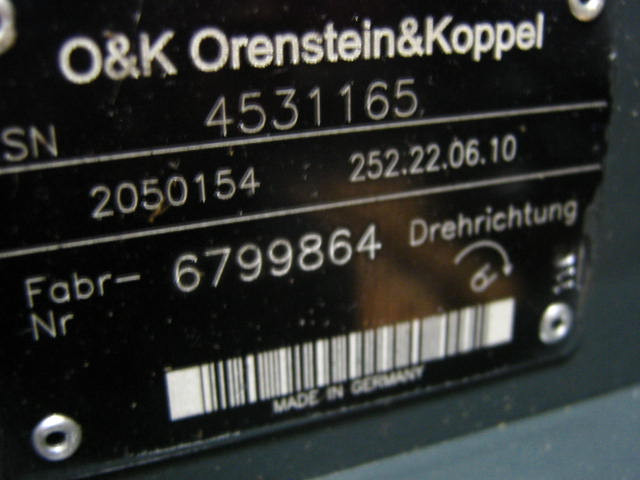 O&K Orenstein&Koppel
SN 4531165
2050154 252.22.06.10
Fabr-Nr 6799864 Drehrichtung
MADE IN GERMANY